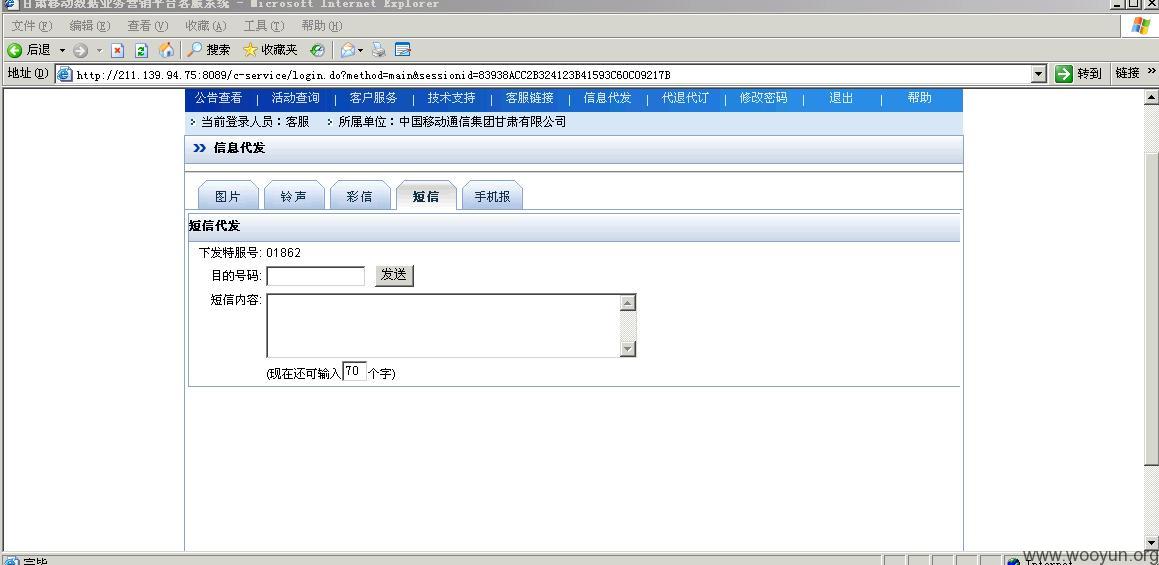 甘肃移动数据业务营销平台客服系统 - Microsoft Internet Explorer
文件(F) 编辑(E) 查看(V) 收藏(A) 工具(T) 帮助(H)
后退 搜索 收藏夹
地址(D) http://211.139.94.75:8089/c-service/login.do?method=main&sessionid=83938ACC2B324123B41593C60C09217B 转到 链接 »
公告查看 | 活动查询 | 客户服务 | 技术支持 | 客服链接 | 信息代发 | 代退代订 | 修改密码 | 退出 | 帮助
当前登录人员：客服 所属单位：中国移动通信集团甘肃有限公司
信息代发
图片 铃声 彩信 短信 手机报
短信代发
下发特服号: 01862
目的号码: 发送
短信内容:
(现在还可输入 70 个字)
www.wooyun.org
完毕 Internet